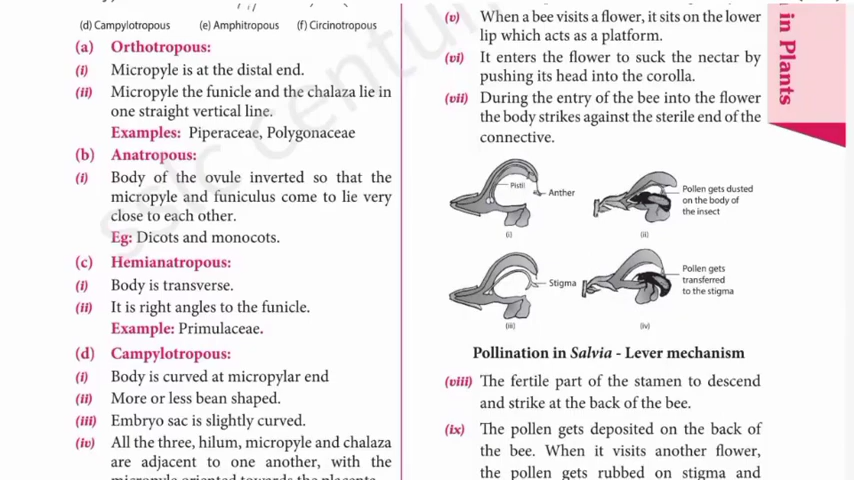 (d) Campylotropous (e) Amphitropous (f) Circinotropous
(a) Orthotropous:
(i) Micropyle is at the distal end.
(ii) Micropyle the funicle and the chalaza lie in
one straight vertical line.
Examples: Piperaceae, Polygonaceae
(b) Anatropous:
(i) Body of the ovule inverted so that the
micropyle and funiculus come to lie very
close to each other.
Eg: Dicots and monocots.
(c) Hemianatropous:
(i) Body is transverse.
(ii) It is right angles to the funicle.
Example: Primulaceae.
(d) Campylotropous:
(i) Body is curved at micropylar end
(ii) More or less bean shaped.
(iii) Embryo sac is slightly curved.
(iv) All the three, hilum, micropyle and chalaza
are adjacent to one another, with the
micropyle oriented towards the placenta
(v) When a bee visits a flower, it sits on the lower
lip which acts as a platform.
(vi) It enters the flower to suck the nectar by
pushing its head into the corolla.
(vii) During the entry of the bee into the flower
the body strikes against the sterile end of the
connective.
Pistil
Anther
(i)
Pollen gets dusted
on the body of
the insect
(ii)
Stigma
(iii)
Pollen gets
transferred
to the stigma
(iv)
Pollination in Salvia - Lever mechanism
(viii) The fertile part of the stamen to descend
and strike at the back of the bee.
(ix) The pollen gets deposited on the back of
the bee. When it visits another flower,
the pollen gets rubbed on stigma and
in Plants
sslc centum